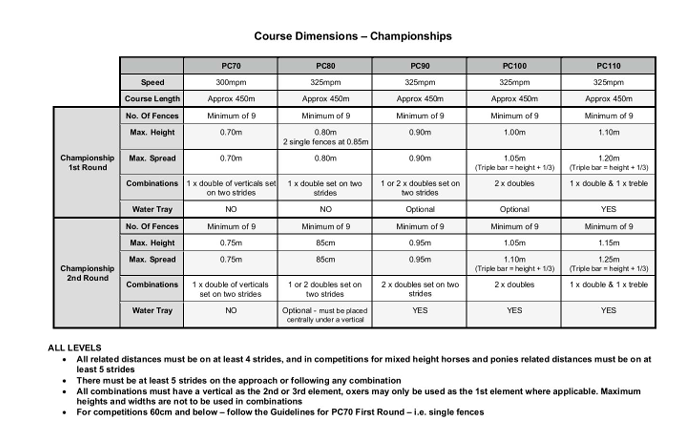 Course Dimensions – Championships
PC70 PC80 PC90 PC100 PC110
Speed 300mpm 325mpm 325mpm 325mpm 325mpm
Course Length Approx 450m Approx 450m Approx 450m Approx 450m Approx 450m
Championship 1st Round
No. Of Fences Minimum of 9 Minimum of 9 Minimum of 9 Minimum of 9 Minimum of 9
Max. Height 0.70m 0.80m 0.90m 1.00m 1.10m
2 single fences at 0.85m
Max. Spread 0.70m 0.80m 0.90m 1.05m 1.20m
(Triple bar = height + 1/3) (Triple bar = height + 1/3)
Combinations 1 x double of verticals set 1 x double set on two 1 or 2 x doubles set on 2 x doubles 1 x double & 1 x treble
on two strides strides two strides
Water Tray NO NO Optional Optional YES
Championship 2nd Round
No. Of Fences Minimum of 9 Minimum of 9 Minimum of 9 Minimum of 9 Minimum of 9
Max. Height 0.75m 85cm 0.95m 1.05m 1.15m
Max. Spread 0.75m 85cm 0.95m 1.10m 1.25m
(Triple bar = height + 1/3) (Triple bar = height + 1/3)
Combinations 1 x double of verticals 1 or 2 doubles set on 2 x doubles set on two 2 x doubles 1 x double & 1 x treble
set on two strides two strides strides
Water Tray NO Optional - must be placed YES YES YES
centrally under a vertical
ALL LEVELS
• All related distances must be on at least 4 strides, and in competitions for mixed height horses and ponies related distances must be on at
least 5 strides
• There must be at least 5 strides on the approach or following any combination
• All combinations must have a vertical as the 2nd or 3rd element, oxers may only be used as the 1st element where applicable. Maximum
heights and widths are not to be used in combinations
• For competitions 60cm and below – follow the Guidelines for PC70 First Round – i.e. single fences